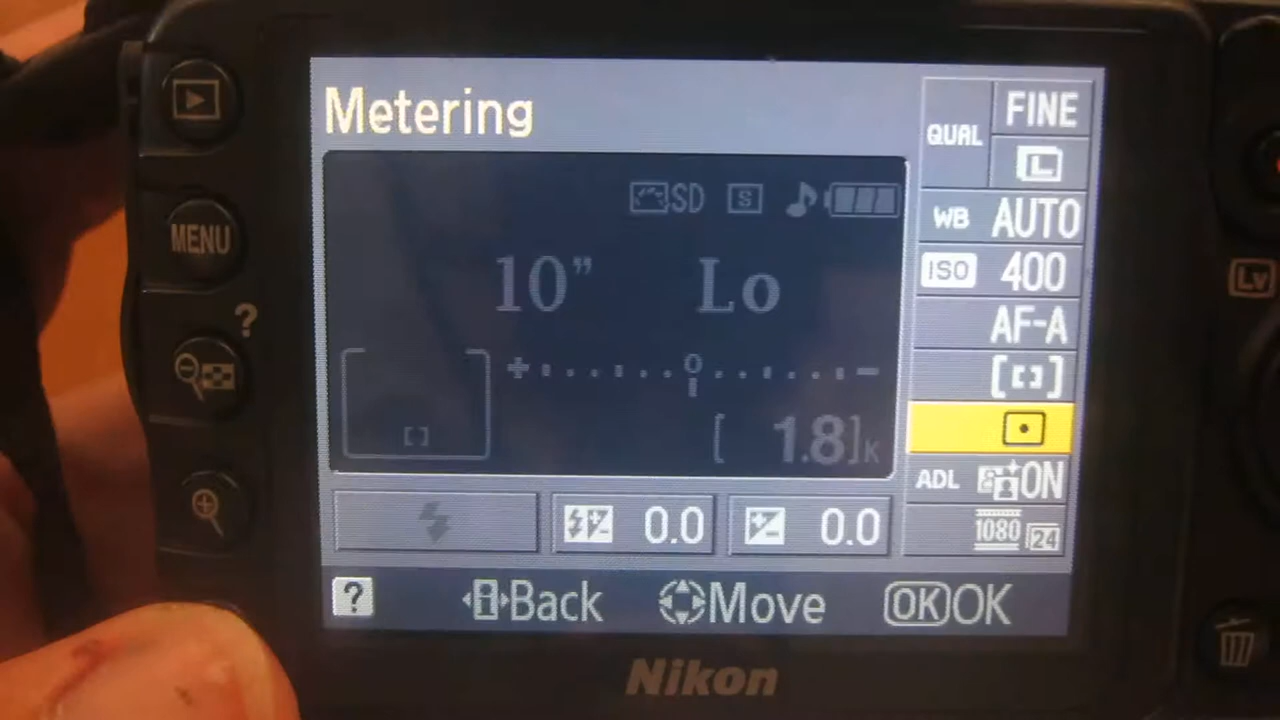 Metering
QUAL FINE
L
SD S
WB AUTO
MENU
ISO 400
10” Lo
Lv
AF-A
?
+ 0 −
[ 1.8]K
ADL ON
0.0 0.0
1080 24
? i Back Move OK OK
Nikon